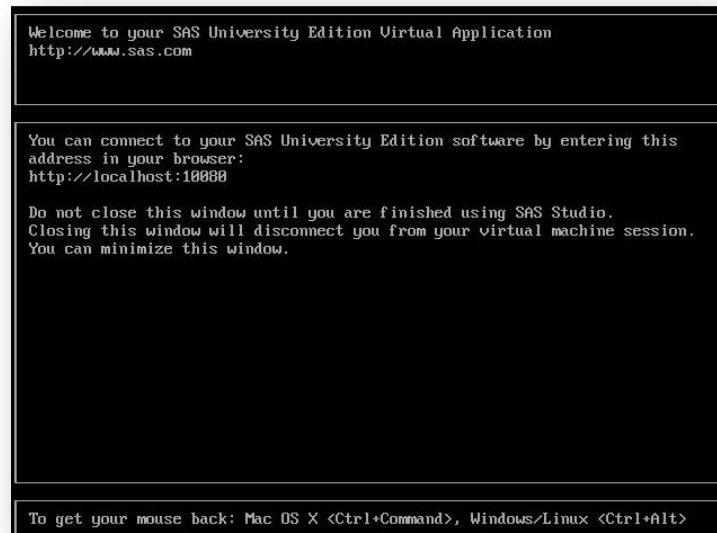 Welcome to your SAS University Edition Virtual Application
http://www.sas.com
You can connect to your SAS University Edition software by entering this
address in your browser:
http://localhost:10080
Do not close this window until you are finished using SAS Studio.
Closing this window will disconnect you from your virtual machine session.
You can minimize this window.
To get your mouse back: Mac OS X <Ctrl+Command>, Windows/Linux <Ctrl+Alt>